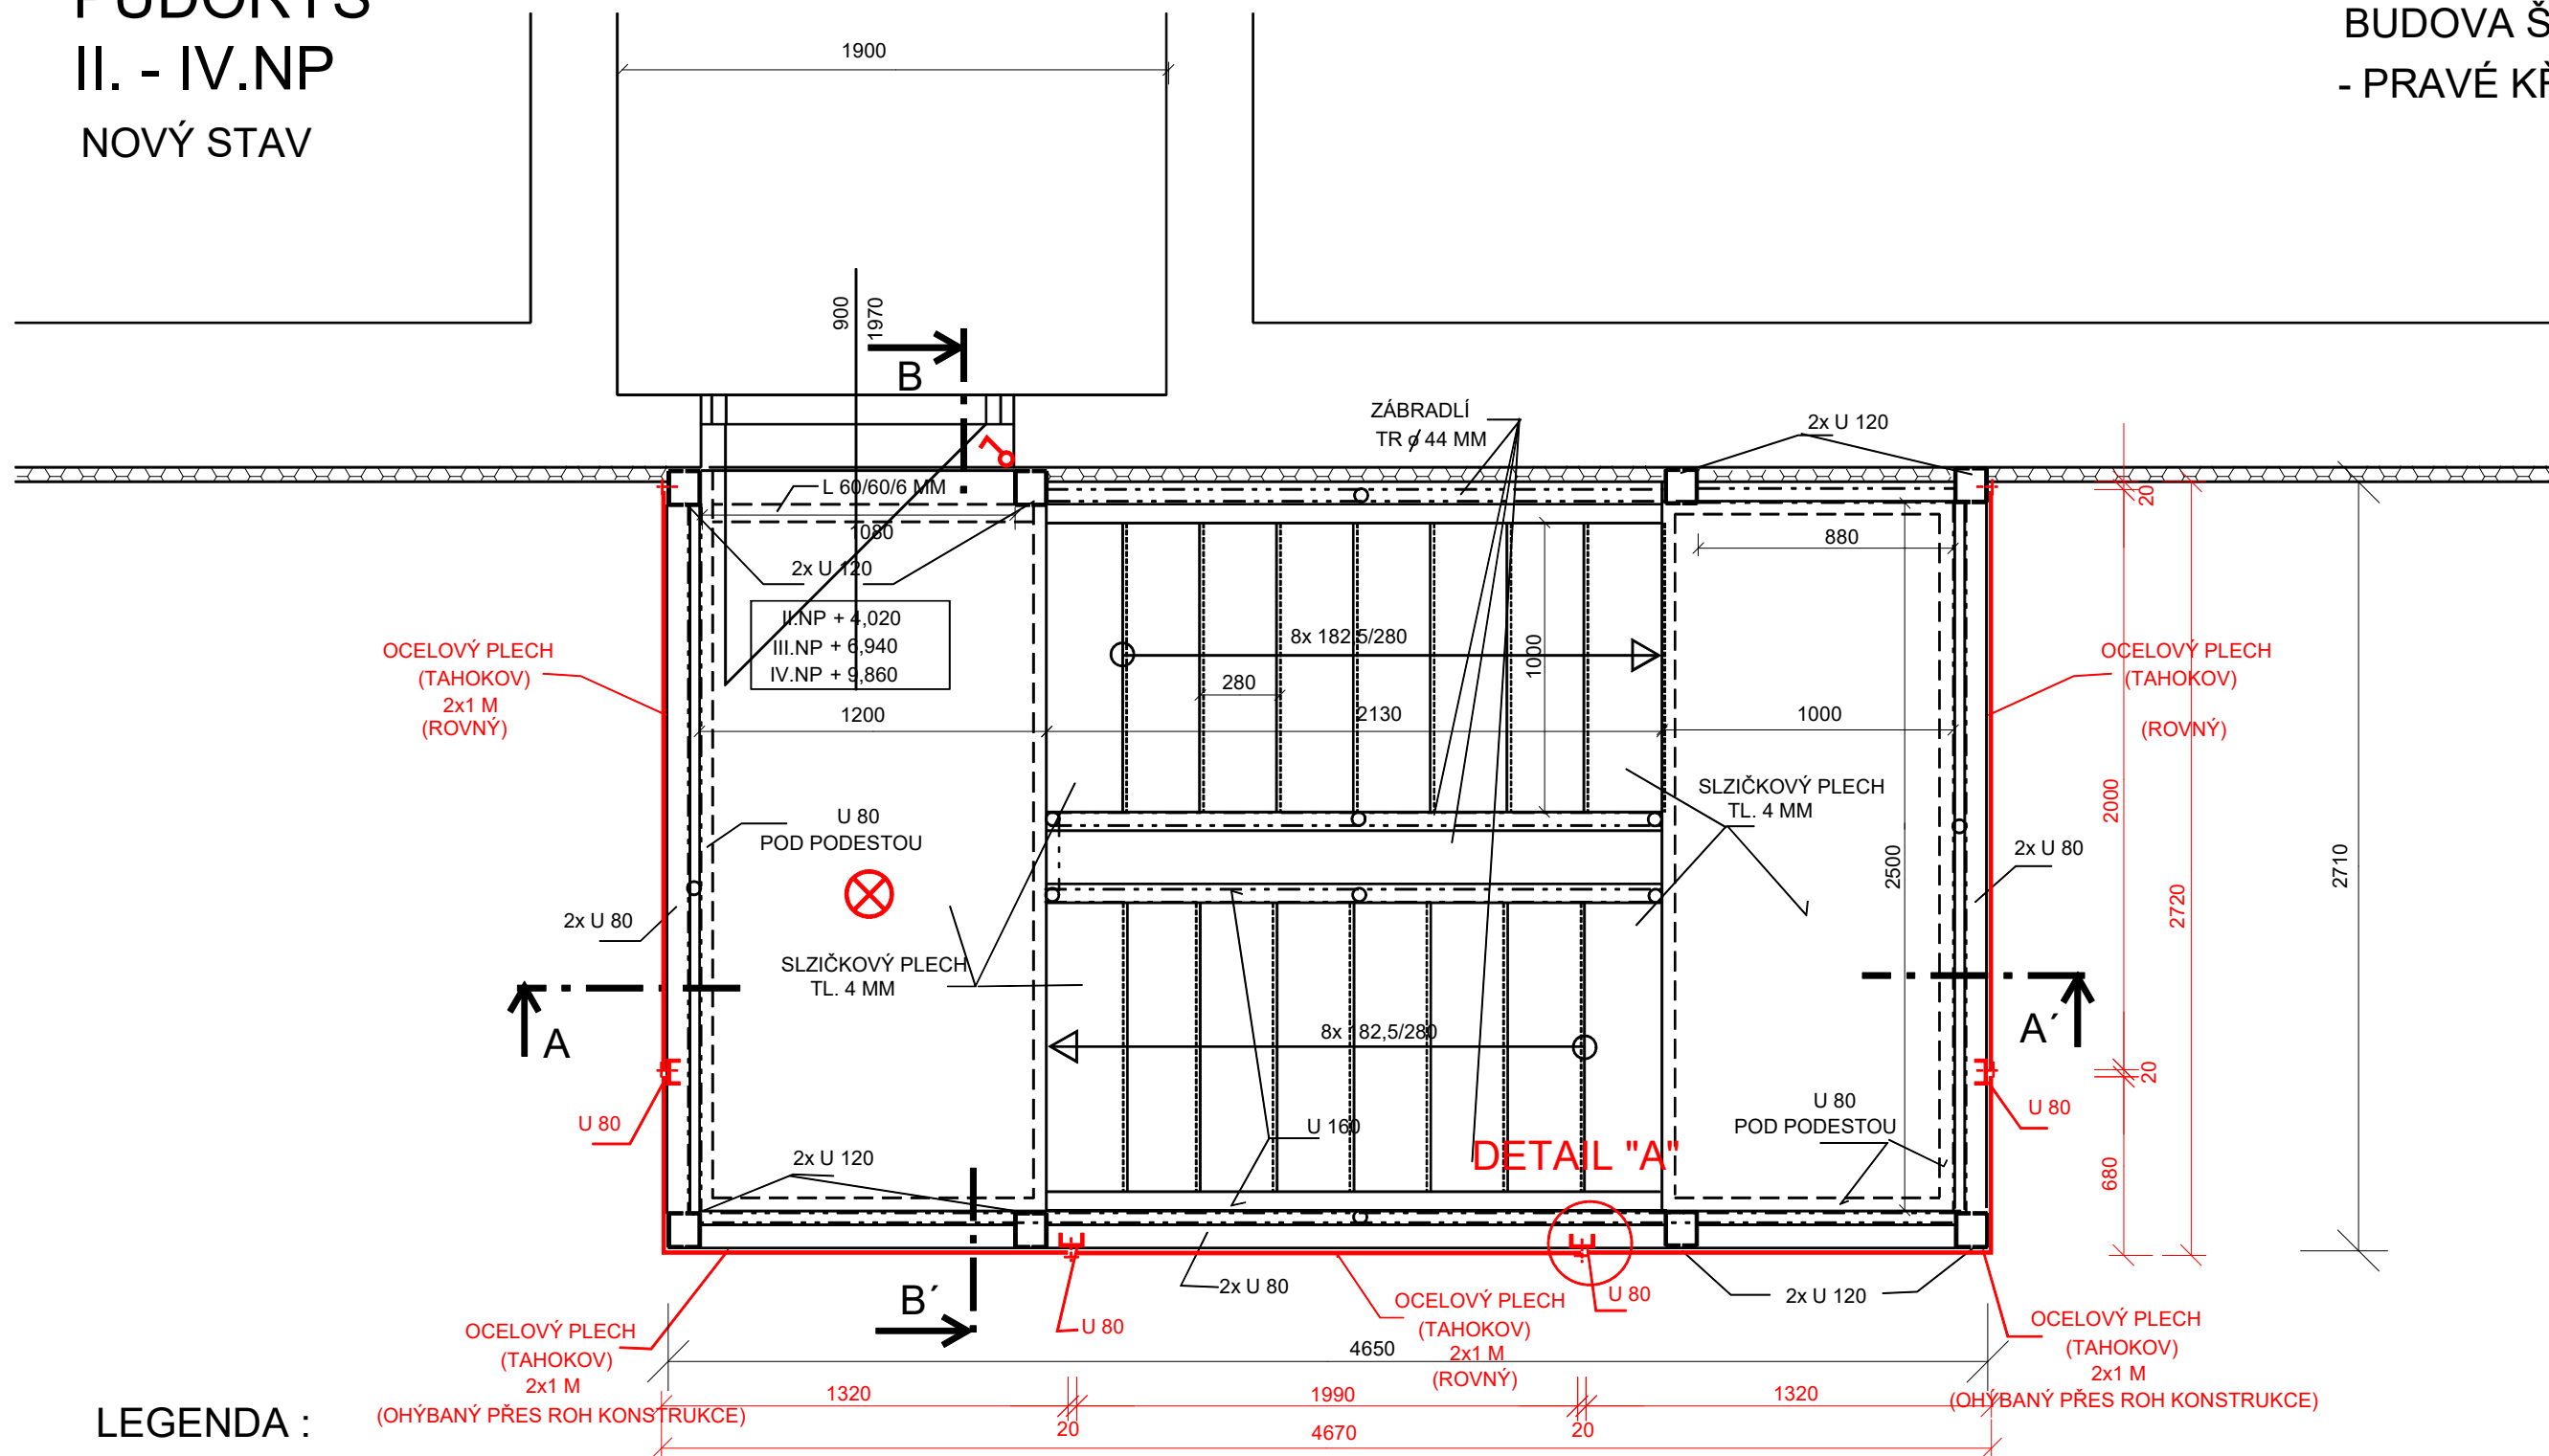 PŮDORYS
II. - IV.NP
NOVÝ STAV
BUDOVA Š
- PRAVÉ KŘ
1900
900
1970
B
ZÁBRADLÍ
TR ø 44 MM
2x U 120
L 60/60/6 MM
1080
2x U 120
880
20
II.NP + 4,020
III.NP + 6,940
IV.NP + 9,860
8x 182,5/280
1000
280
1200
2130
1000
OCELOVÝ PLECH
(TAHOKOV)
2x1 M
(ROVNÝ)
OCELOVÝ PLECH
(TAHOKOV)
(ROVNÝ)
SLZIČKOVÝ PLECH
TL. 4 MM
U 80
POD PODESTOU
2000
2500
2x U 80
2720
2710
2x U 80
SLZIČKOVÝ PLECH
TL. 4 MM
A
8x 182,5/280
A´
20
U 80
U 160
U 80
POD PODESTOU
U 80
DETAIL "A"
680
2x U 120
B´
2x U 80
U 80
U 80
2x U 120
OCELOVÝ PLECH
(TAHOKOV)
2x1 M
(ROVNÝ)
OCELOVÝ PLECH
(TAHOKOV)
2x1 M
(OHÝBANÝ PŘES ROH KONSTRUKCE)
OCELOVÝ PLECH
(TAHOKOV)
2x1 M
(OHÝBANÝ PŘES ROH KONSTRUKCE)
4650
1320
1990
1320
20
20
4670
LEGENDA :